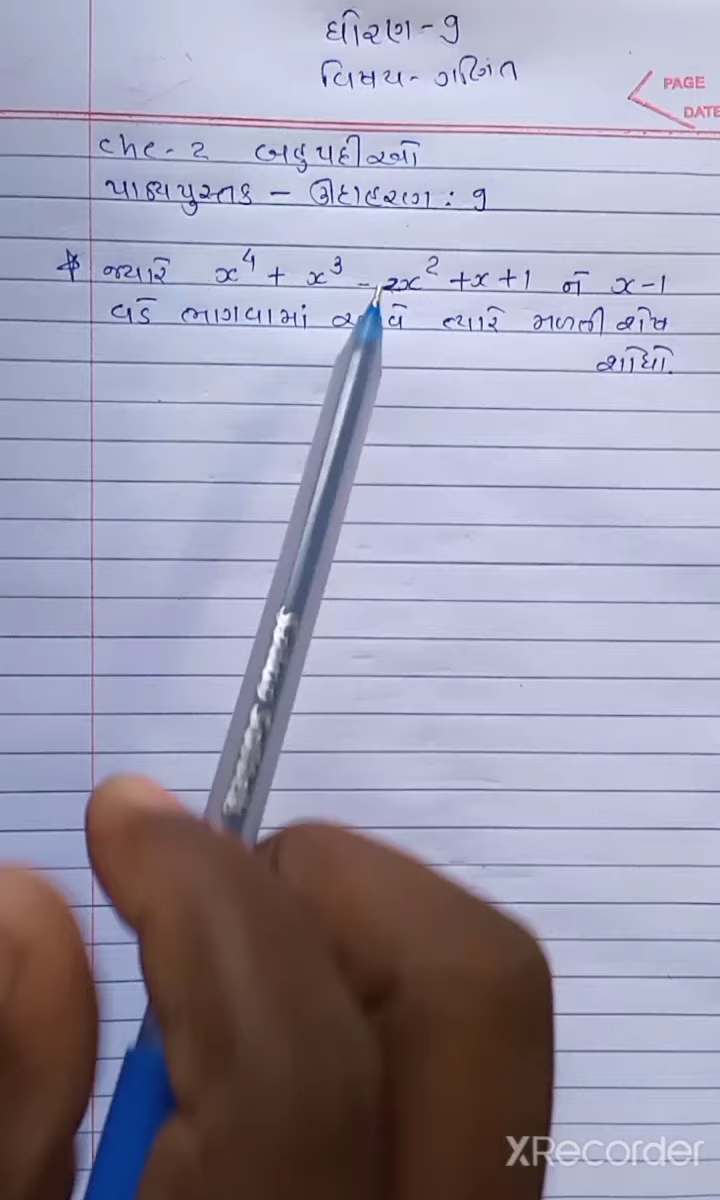 ધોરણ - 9
વિષય - ગણિત
PAGE
DATE
che - 2 બહુપદીઓ
પાઠ્યપુસ્તક - ઉદાહરણ : 9
* જ્યારે x⁴ + x³ - 2x² + x + 1 ને x - 1
વડે ભાગવામાં આવે ત્યારે મળતી શેષ
શોધો.
XRecorder